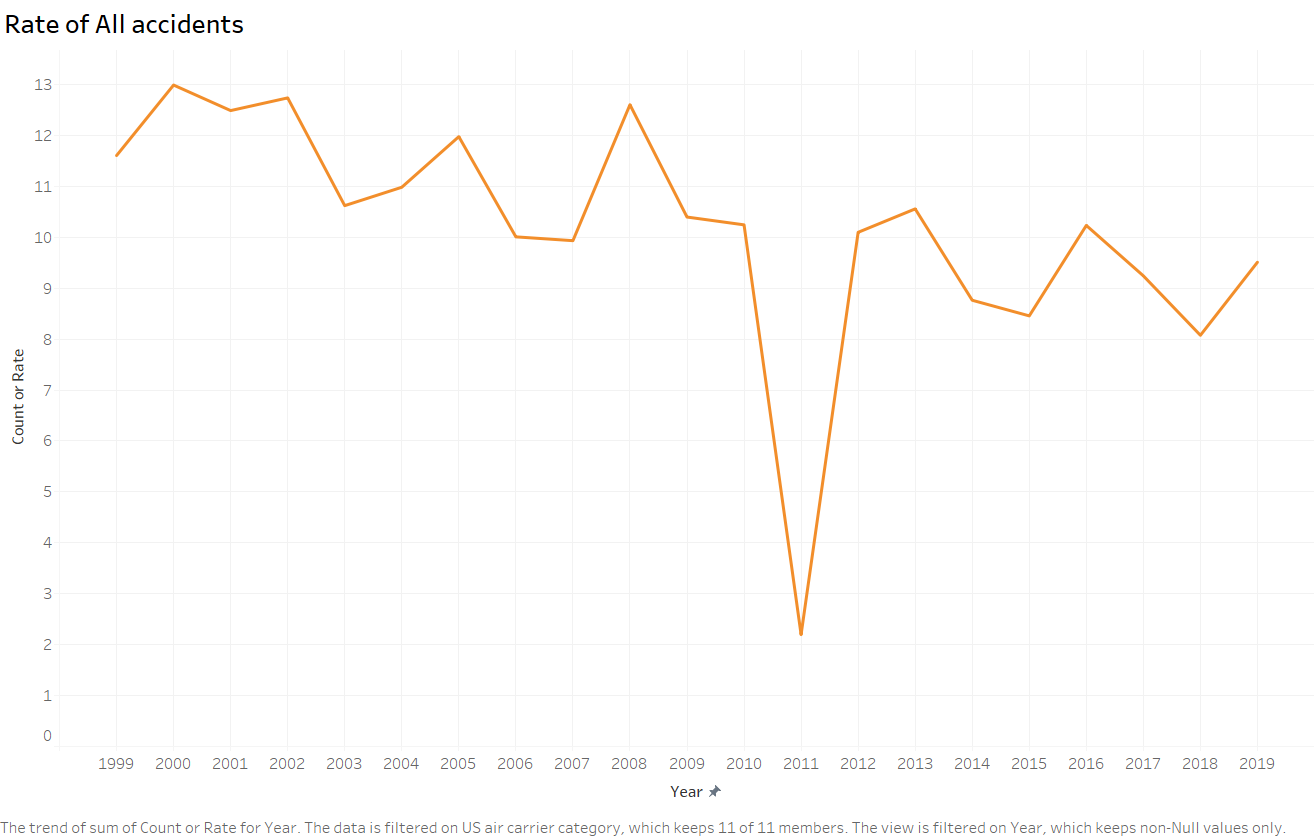 Rate of All accidents
13
12
11
10
9
8
7
6
5
4
3
2
1
0
Count or Rate
1999 2000 2001 2002 2003 2004 2005 2006 2007 2008 2009 2010 2011 2012 2013 2014 2015 2016 2017 2018 2019
Year
The trend of sum of Count or Rate for Year. The data is filtered on US air carrier category, which keeps 11 of 11 members. The view is filtered on Year, which keeps non-Null values only.